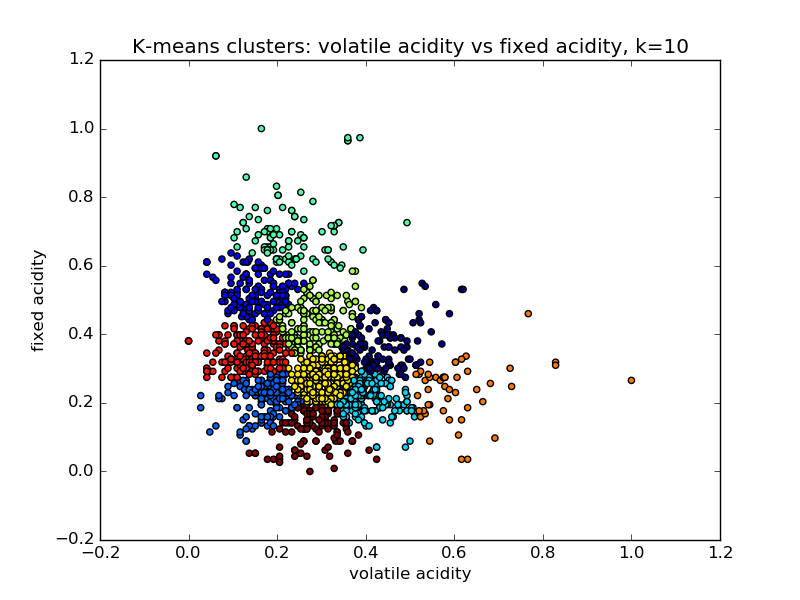 K-means clusters: volatile acidity vs fixed acidity, k=10
1.2
1.0
0.8
0.6
0.4
0.2
0.0
−0.2
fixed acidity
−0.2 0.0 0.2 0.4 0.6 0.8 1.0 1.2
volatile acidity